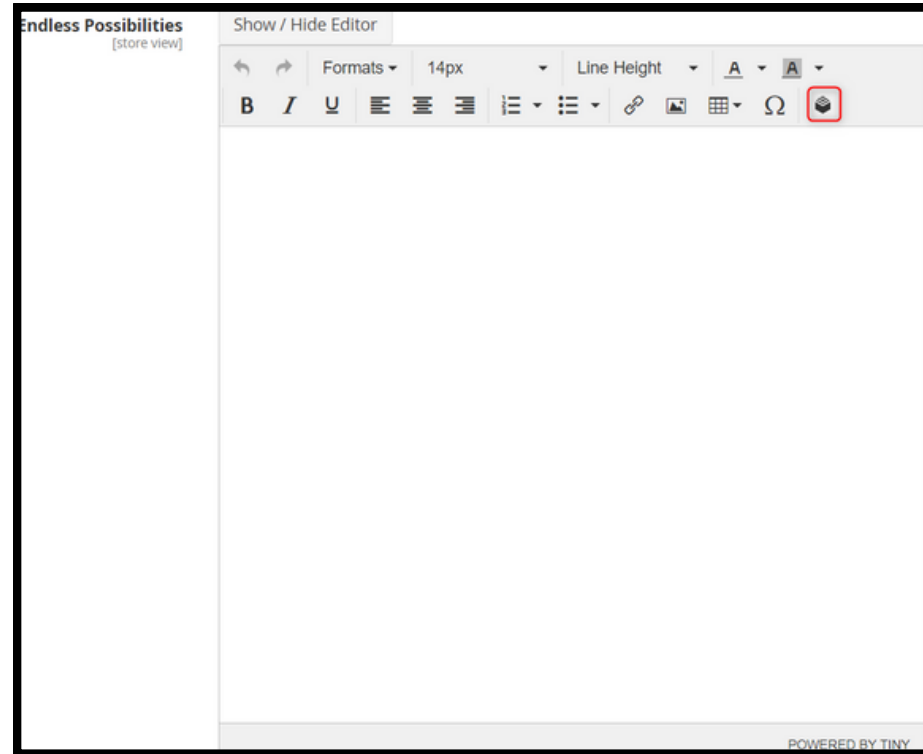 Endless Possibilities
[store view]
Show / Hide Editor
Formats 14px Line Height A A
B I U Ω
POWERED BY TINY